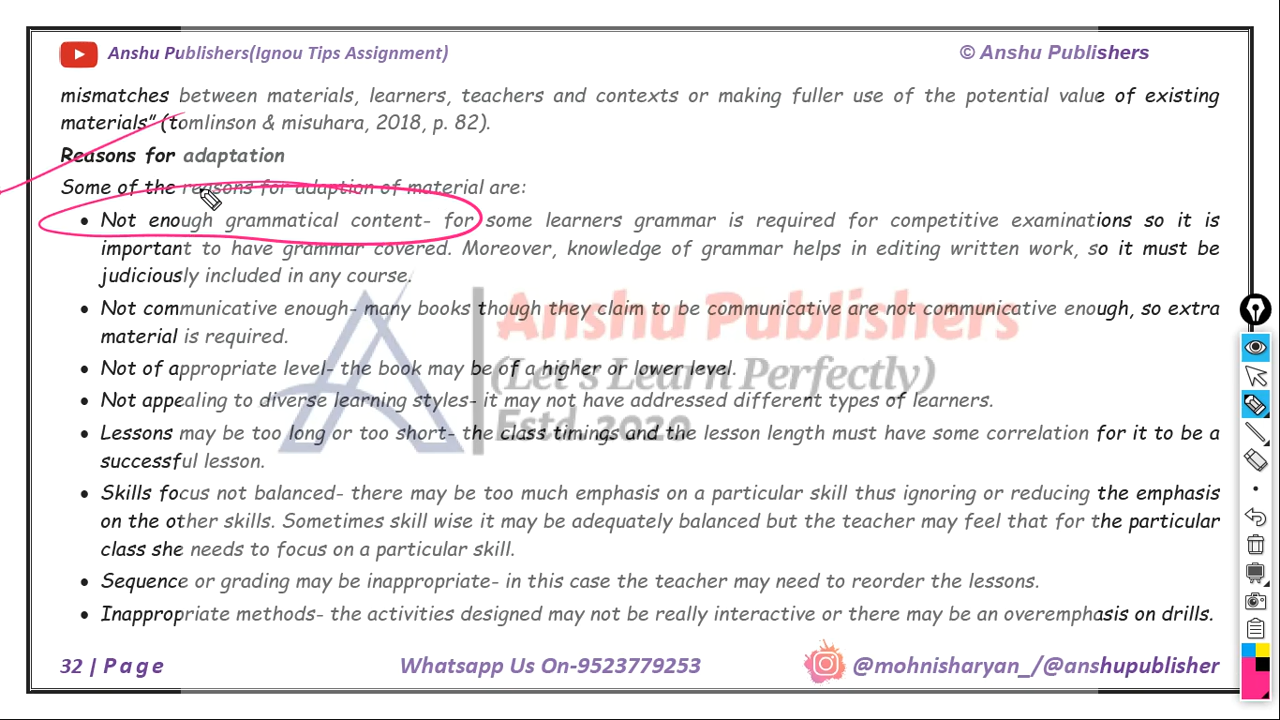 Anshu Publishers(Ignou Tips Assignment) © Anshu Publishers
mismatches between materials, learners, teachers and contexts or making fuller use of the potential value of existing
materials” (tomlinson & misuhara, 2018, p. 82).
Reasons for adaptation
Some of the reasons for adaption of material are:
• Not enough grammatical content- for some learners grammar is required for competitive examinations so it is
important to have grammar covered. Moreover, knowledge of grammar helps in editing written work, so it must be
judiciously included in any course.
• Not communicative enough- many books though they claim to be communicative are not communicative enough, so extra
material is required.
• Not of appropriate level- the book may be of a higher or lower level.
• Not appealing to diverse learning styles- it may not have addressed different types of learners.
• Lessons may be too long or too short- the class timings and the lesson length must have some correlation for it to be a
successful lesson.
• Skills focus not balanced- there may be too much emphasis on a particular skill thus ignoring or reducing the emphasis
on the other skills. Sometimes skill wise it may be adequately balanced but the teacher may feel that for the particular
class she needs to focus on a particular skill.
• Sequence or grading may be inappropriate- in this case the teacher may need to reorder the lessons.
• Inappropriate methods- the activities designed may not be really interactive or there may be an overemphasis on drills.
Anshu Publishers
(Let's Learn Perfectly)
Estd. 2020
32 | Page Whatsapp Us On-9523779253 @mohnisharyan_/@anshupublisher